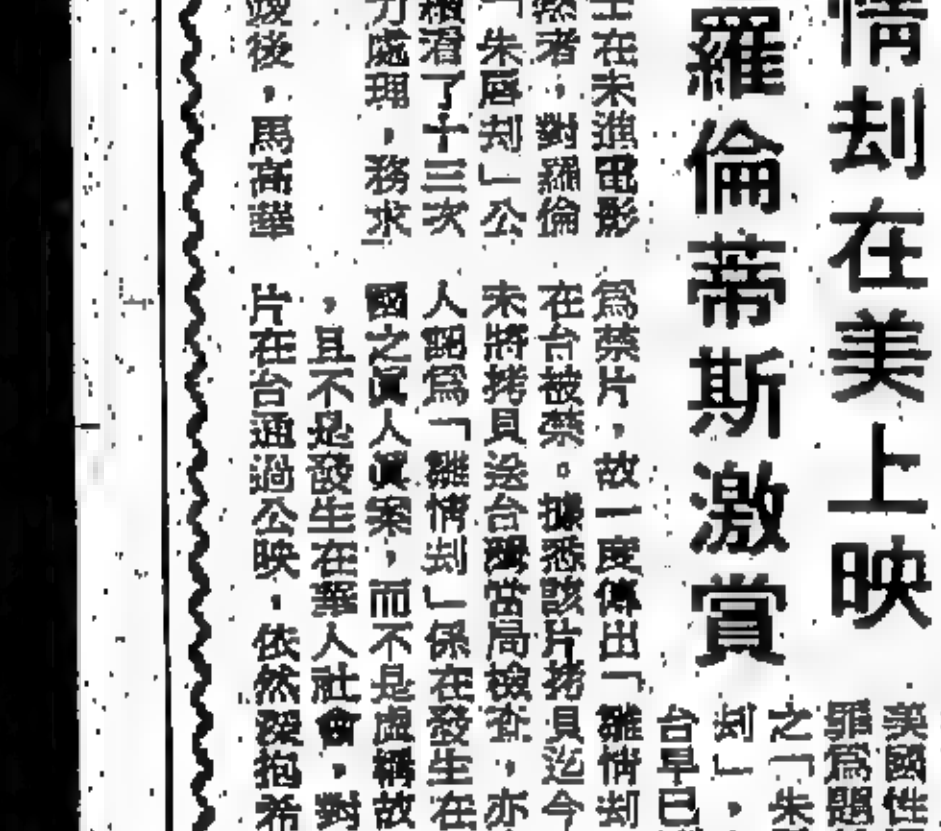 情刦在美上映
羅倫蒂斯激賞
美國性
罪爲題
之「朱
刦」，
台早已
士在未進電影
然者，對羅倫
「朱唇刦」公
看了十三次
力處理，務求
後，馬高華
爲禁片，故一度傳出「雛情刦
在台被禁。據悉該片拷貝迄今
未將拷貝送台灣當局檢查，亦
人認爲「雛情刦」係在發生在
國之眞人眞案，而不是虛構故
，且不是發生在華人社會，對
片在台通過公映，依然深抱希